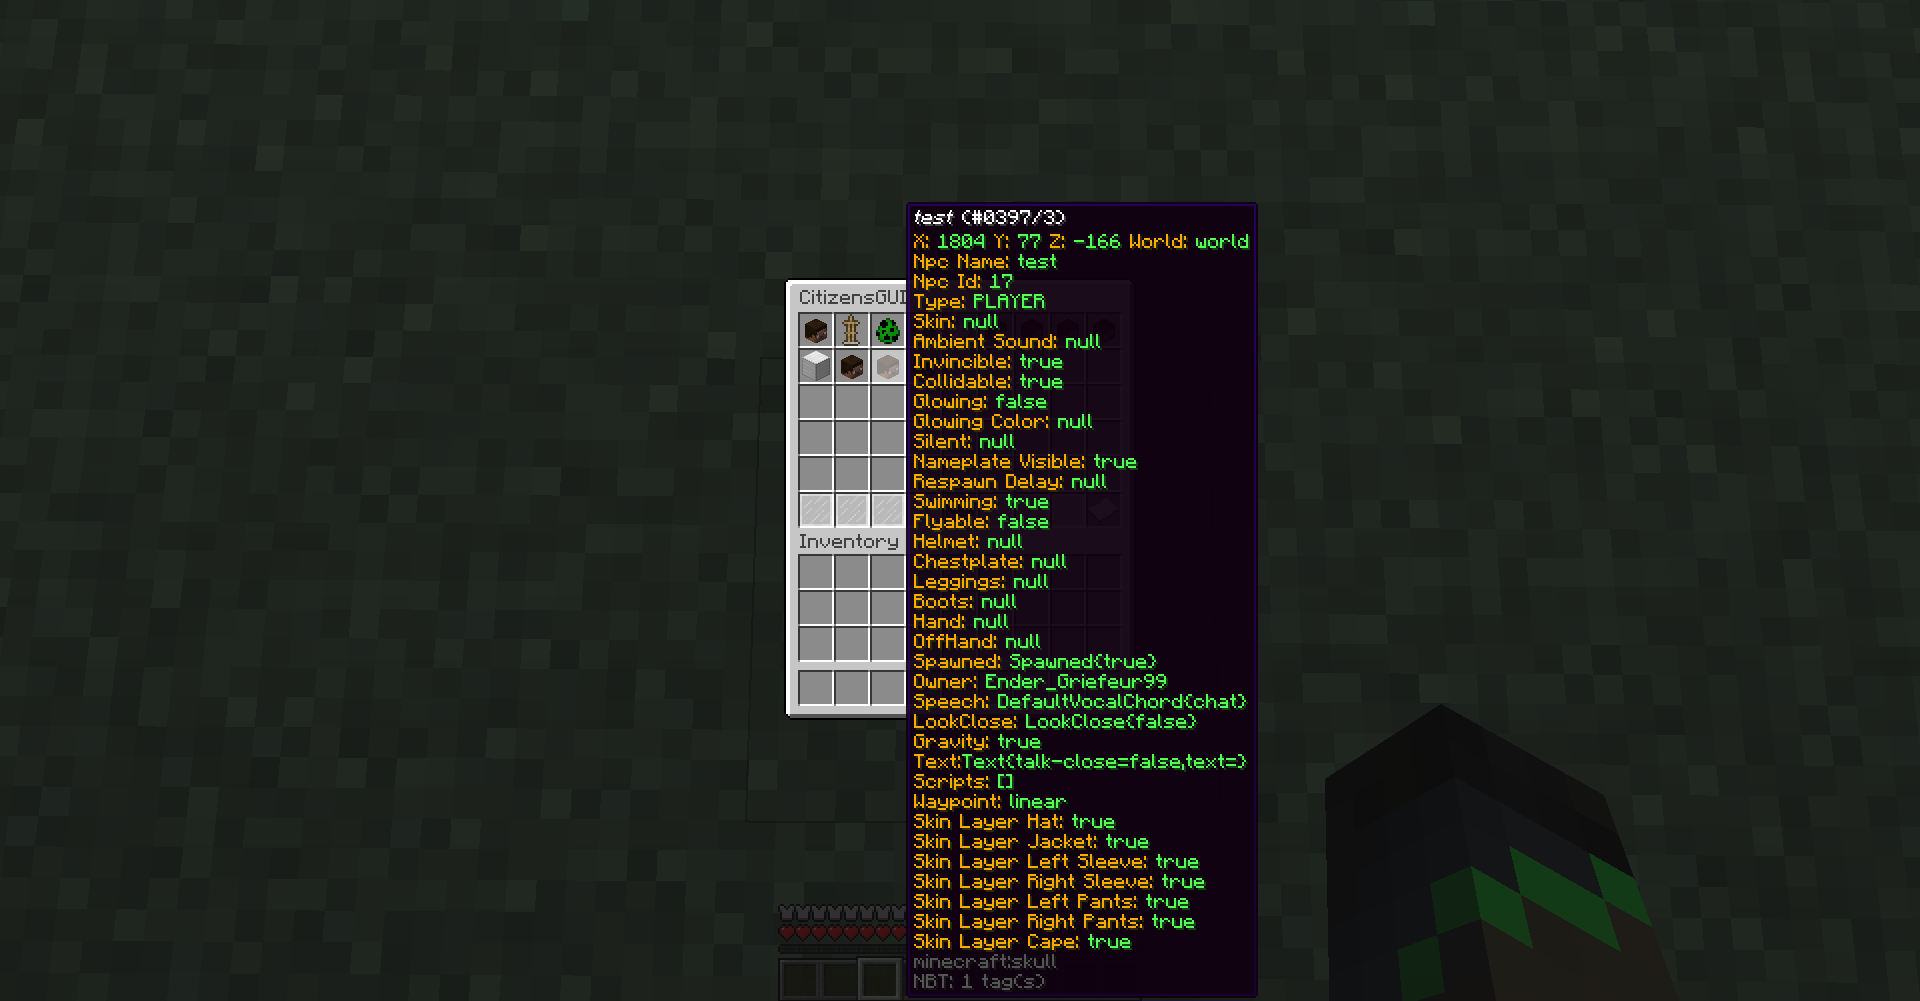 test (#0397/3)
X: 1804 Y: 77 Z: -166 World: world
Npc Name: test
Npc Id: 17
Type: PLAYER
Skin: null
Ambient Sound: null
Invincible: true
Collidable: true
Glowing: false
Glowing Color: null
Silent: null
Nameplate Visible: true
Respawn Delay: null
Swimming: true
Flyable: false
Helmet: null
Chestplate: null
Leggings: null
Boots: null
Hand: null
OffHand: null
Spawned: Spawned{true}
Owner: Ender_Griefeur99
Speech: DefaultVocalChord{chat}
LookClose: LookClose{false}
Gravity: true
Text:Text{talk-close=false,text=}
Scripts: []
Waypoint: linear
Skin Layer Hat: true
Skin Layer Jacket: true
Skin Layer Left Sleeve: true
Skin Layer Right Sleeve: true
Skin Layer Left Pants: true
Skin Layer Right Pants: true
Skin Layer Cape: true
minecraft:skull
NBT: 1 tag(s)
CitizensGUI
Inventory